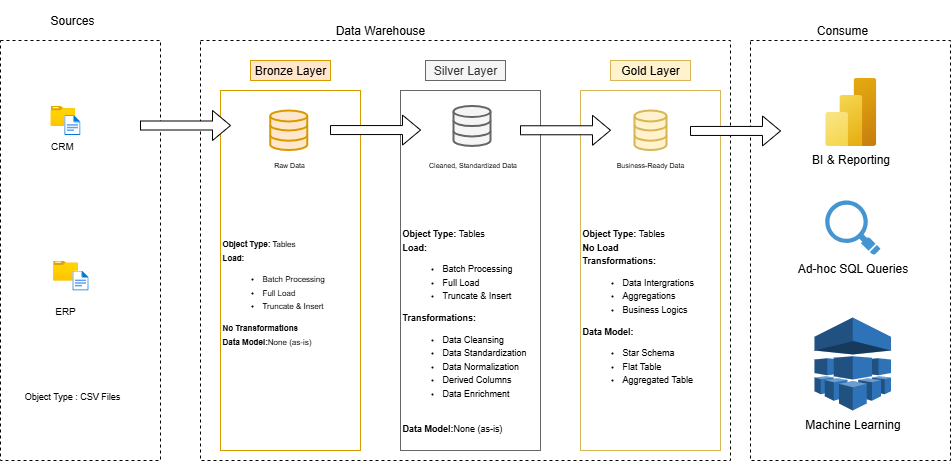 Sources
CRM
ERP
Object Type : CSV Files
Data Warehouse
Bronze Layer
Raw Data
Object Type: Tables
Load:
Batch Processing
Full Load
Truncate & Insert
No Transformations
Data Model:None (as-is)
Silver Layer
Cleaned, Standardized Data
Object Type: Tables
Load:
Batch Processing
Full Load
Truncate & Insert
Transformations:
Data Cleansing
Data Standardization
Data Normalization
Derived Columns
Data Enrichment
Data Model:None (as-is)
Gold Layer
Business-Ready Data
Object Type: Tables
No Load
Transformations:
Data Intergrations
Aggregations
Business Logics
Data Model:
Star Schema
Flat Table
Aggregated Table
Consume
BI & Reporting
Ad-hoc SQL Queries
Machine Learning